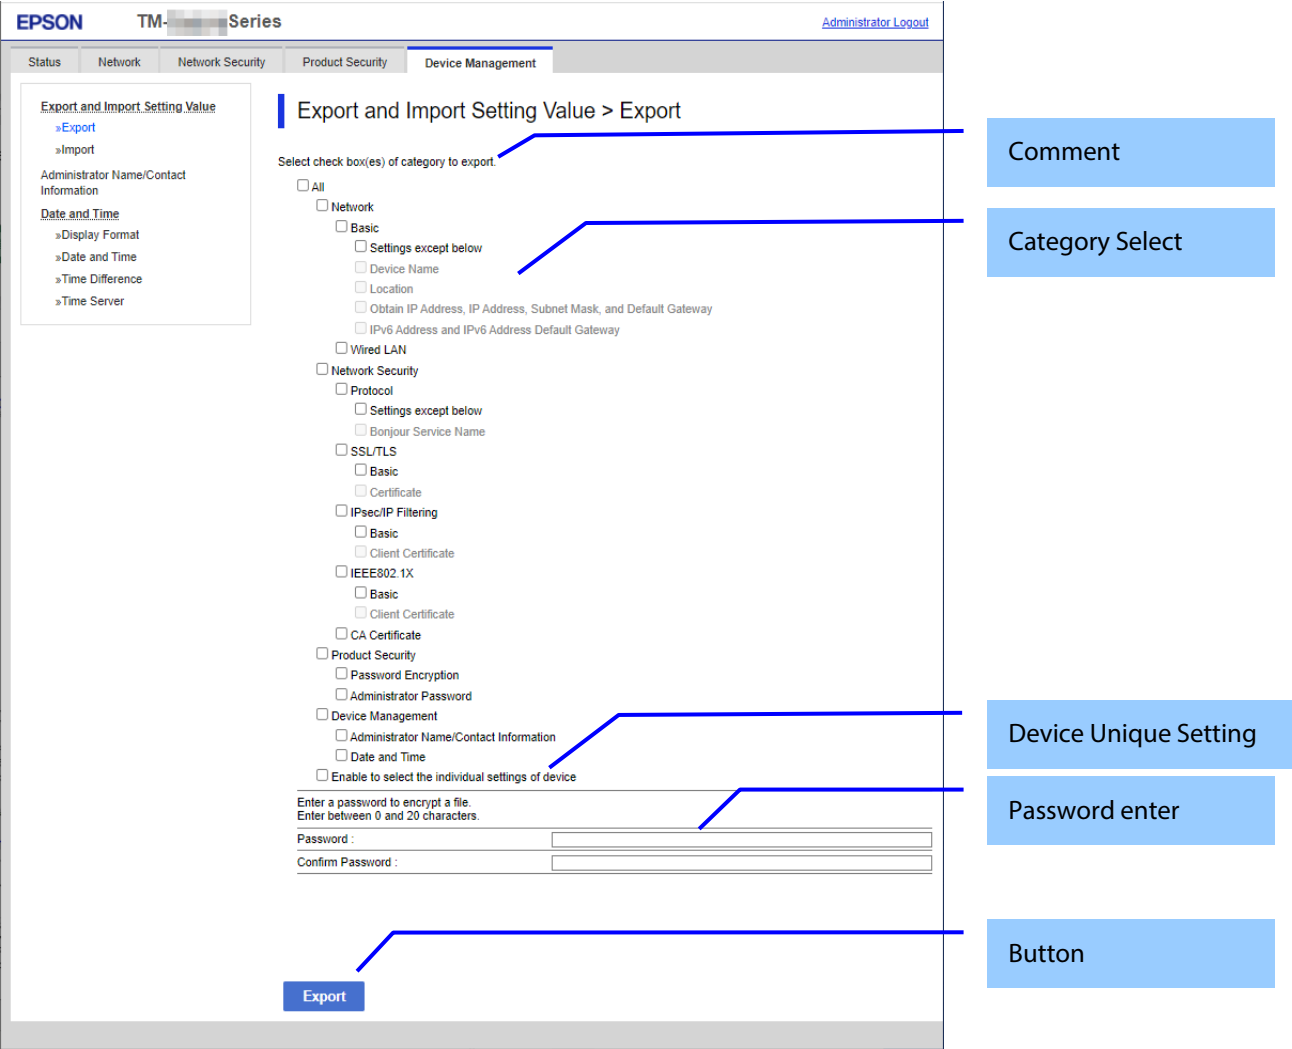 EPSON TM- Series Administrator Logout
Status Network Network Security Product Security Device Management
Export and Import Setting Value
»Export
»Import
Administrator Name/Contact
Information
Date and Time
»Display Format
»Date and Time
»Time Difference
»Time Server
Export and Import Setting Value > Export
Select check box(es) of category to export.
All
Network
Basic
Settings except below
Device Name
Location
Obtain IP Address, IP Address, Subnet Mask, and Default Gateway
IPv6 Address and IPv6 Address Default Gateway
Wired LAN
Network Security
Protocol
Settings except below
Bonjour Service Name
SSL/TLS
Basic
Certificate
IPsec/IP Filtering
Basic
Client Certificate
IEEE802.1X
Basic
Client Certificate
CA Certificate
Product Security
Password Encryption
Administrator Password
Device Management
Administrator Name/Contact Information
Date and Time
Enable to select the individual settings of device
Enter a password to encrypt a file.
Enter between 0 and 20 characters.
Password :
Confirm Password :
Export
Comment
Category Select
Device Unique Setting
Password enter
Button